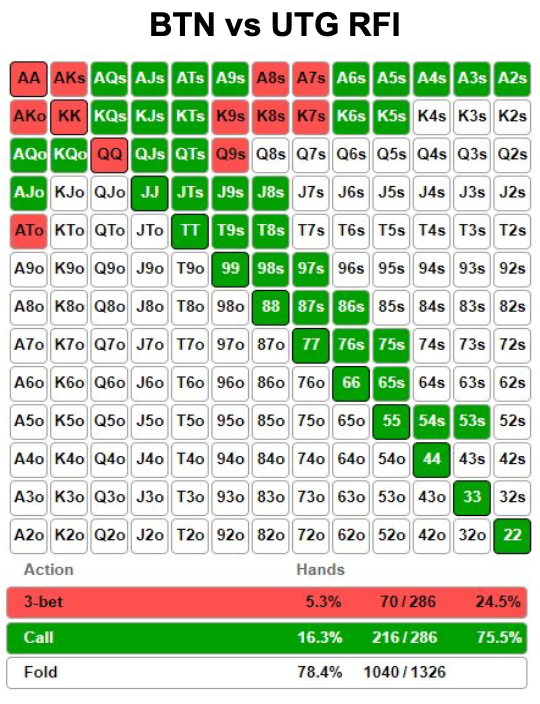 BTN vs UTG RFI
AA AKs AQs AJs ATs A9s A8s A7s A6s A5s A4s A3s A2s
AKo KK KQs KJs KTs K9s K8s K7s K6s K5s K4s K3s K2s
AQo KQo QQ QJs QTs Q9s Q8s Q7s Q6s Q5s Q4s Q3s Q2s
AJo KJo QJo JJ JTs J9s J8s J7s J6s J5s J4s J3s J2s
ATo KTo QTo JTo TT T9s T8s T7s T6s T5s T4s T3s T2s
A9o K9o Q9o J9o T9o 99 98s 97s 96s 95s 94s 93s 92s
A8o K8o Q8o J8o T8o 98o 88 87s 86s 85s 84s 83s 82s
A7o K7o Q7o J7o T7o 97o 87o 77 76s 75s 74s 73s 72s
A6o K6o Q6o J6o T6o 96o 86o 76o 66 65s 64s 63s 62s
A5o K5o Q5o J5o T5o 95o 85o 75o 65o 55 54s 53s 52s
A4o K4o Q4o J4o T4o 94o 84o 74o 64o 54o 44 43s 42s
A3o K3o Q3o J3o T3o 93o 83o 73o 63o 53o 43o 33 32s
A2o K2o Q2o J2o T2o 92o 82o 72o 62o 52o 42o 32o 22
Action Hands
3-bet 5.3% 70 / 286 24.5%
Call 16.3% 216 / 286 75.5%
Fold 78.4% 1040 / 1326